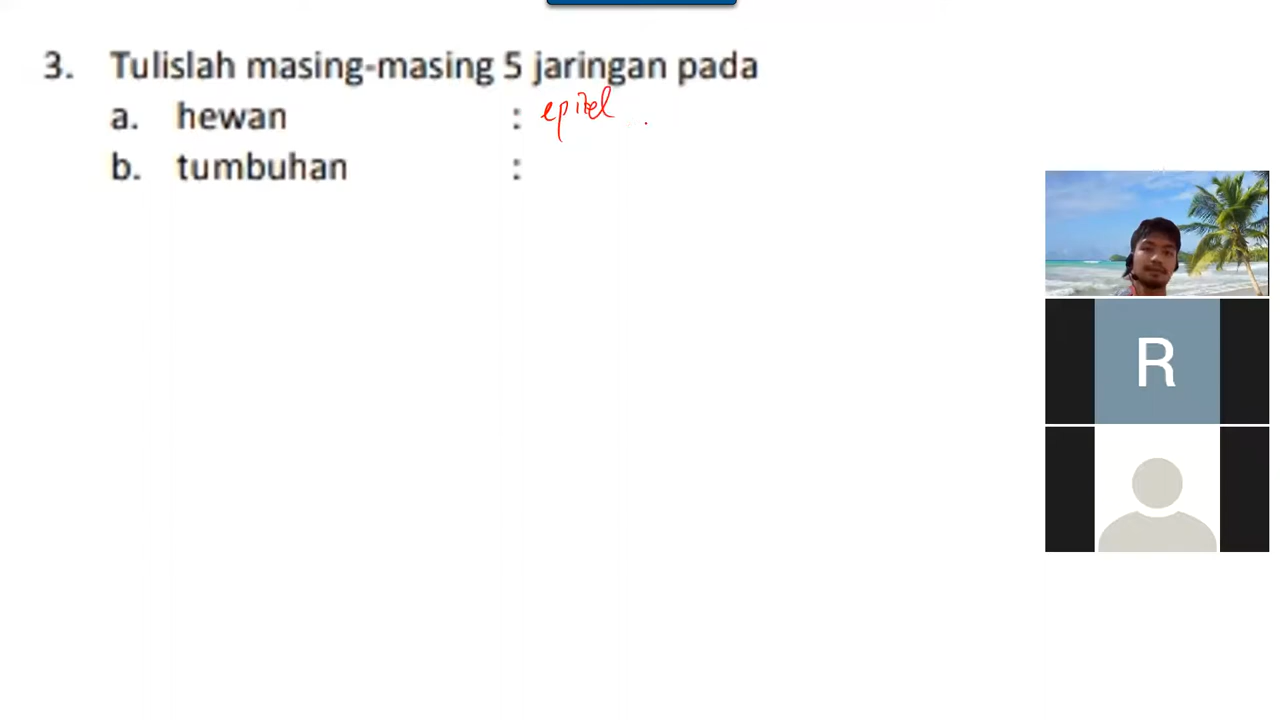 3. Tulislah masing-masing 5 jaringan pada
a. hewan : epitel
b. tumbuhan :
R